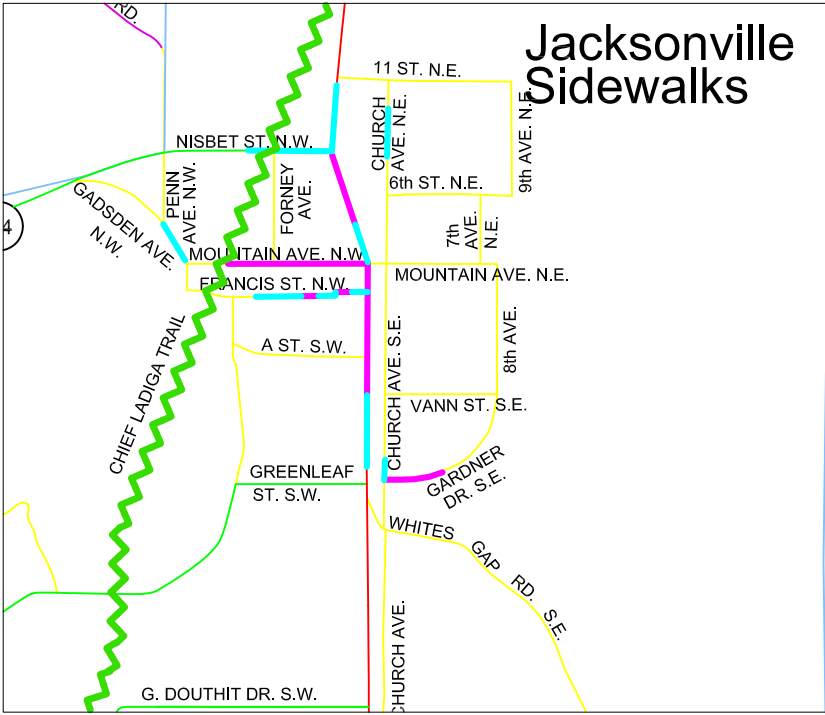 Jacksonville
Sidewalks
RD.
11 ST. N.E.
CHURCH
AVE. N.E.
9th AVE. N.E.
NISBET ST. N.W.
PENN
AVE. N.W.
FORNEY
AVE.
6th ST. N.E.
7th
AVE.
N.E.
GADSDEN AVE.
N.W.
4
MOUNTAIN AVE. N.W.
MOUNTAIN AVE. N.E.
FRANCIS ST. N.W.
8th AVE.
A ST. S.W.
CHURCH AVE. S.E.
CHIEF LADIGA TRAIL
VANN ST. S.E.
GREENLEAF
ST. S.W.
GARDNER
DR. S.E.
WHITES GAP RD. S.E.
CHURCH AVE.
G. DOUTHIT DR. S.W.